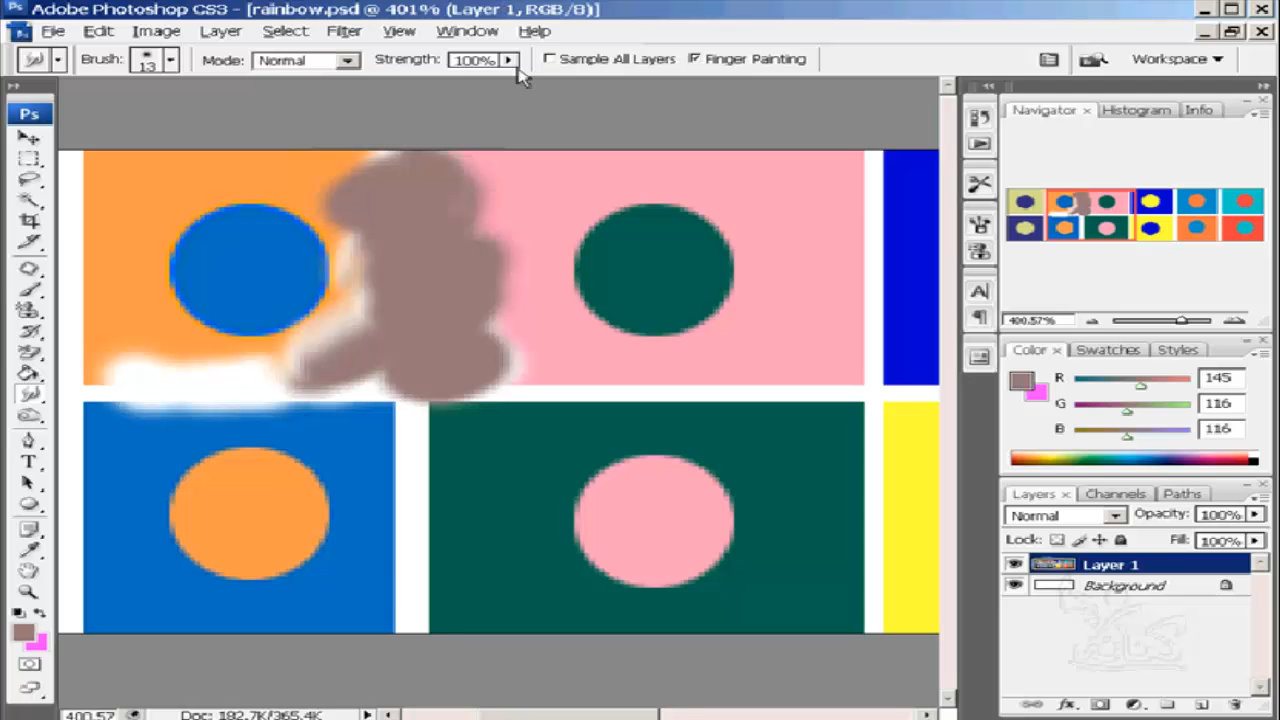 Adobe Photoshop CS3 - [rainbow.psd @ 401% (Layer 1, RGB/8)]
File Edit Image Layer Select Filter View Window Help
Brush: 13 Mode: Normal Strength: 100% Sample All Layers Finger Painting Workspace
Ps
Navigator × Histogram Info
400.57%
Color × Swatches Styles
R 145
G 116
B 116
Layers × Channels Paths
Normal Opacity: 100%
Lock: Fill: 100%
Layer 1
Background
400.57 Doc: 182.7K/365.4K